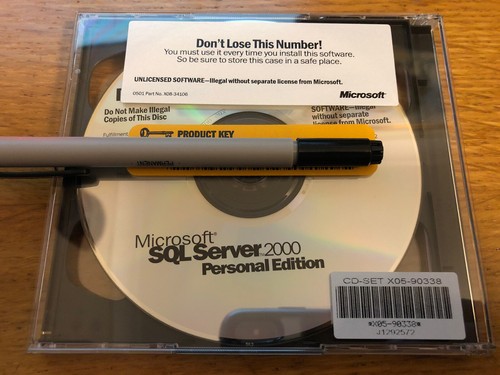 Don't Lose This Number!
You must use it every time you install this software.
So be sure to store this case in a safe place.
UNLICENSED SOFTWARE—Illegal without separate license from Microsoft.
0501 Part No. X08-34106
Microsoft®
Do Not Make Illegal
Copies of This Disc
SOFTWARE—Illegal
without separate
license from Microsoft.
PRODUCT KEY
Microsoft®
SQL Server™ 2000
Personal Edition
CD-SET X05-90338
*X05-90338*
J1292572